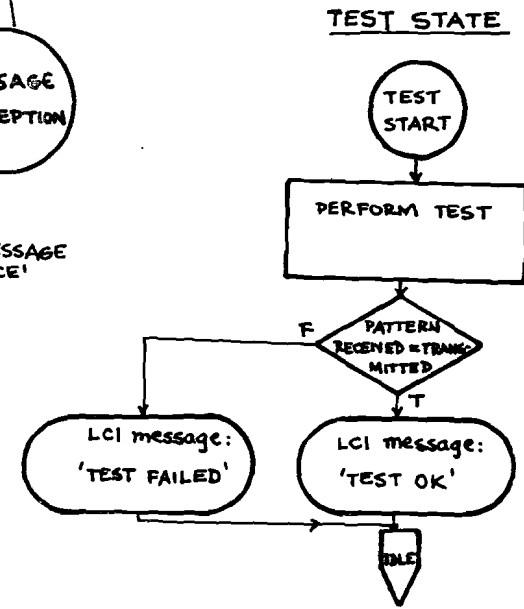 TEST STATE
SAGE
EPTION
ESSAGE
CE'
TEST
START
PERFORM TEST
F
PATTERN
RECEIVED = TRANS-
MITTED
T
LCI message:
'TEST FAILED'
LCI message:
'TEST OK'
IDLE